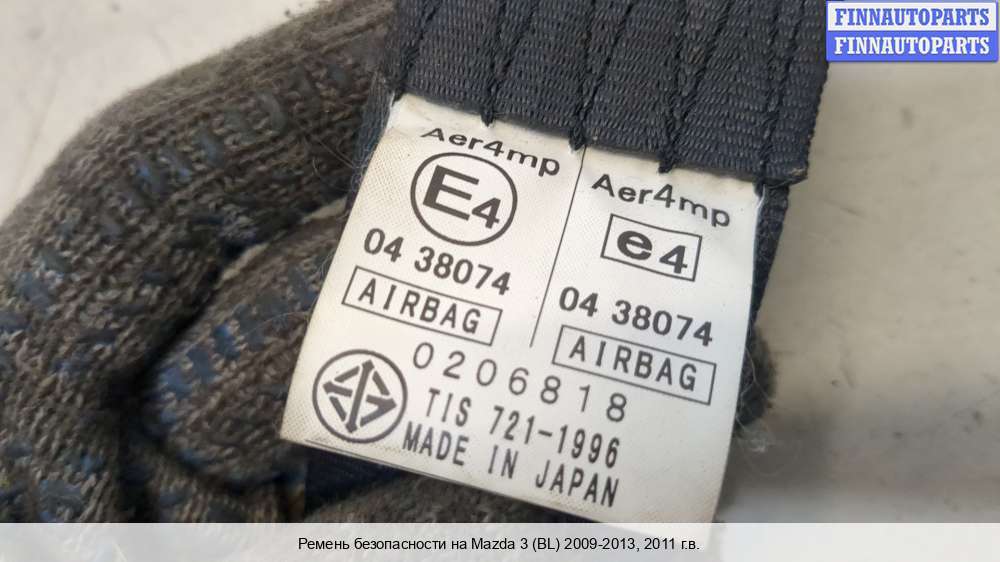 FINNAUTOPARTS
FINNAUTOPARTS
Aer4mp
E4
04 38074
AIRBAG
Aer4mp
e4
04 38074
AIRBAG
0206818
TIS 721-1996
MADE IN JAPAN
Ремень безопасности на Mazda 3 (BL) 2009-2013, 2011 г.в.